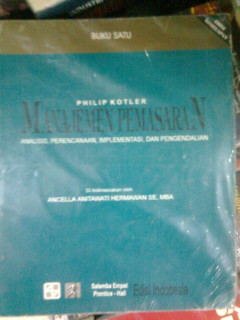 BUKU SATU
PHILIP KOTLER
MANAJEMEN PEMASARAN
ANALISIS, PERENCANAAN, IMPLEMENTASI, DAN PENGENDALIAN
Di Indonesiakan oleh
ANCELLA ANITAWATI HERMAWAN SE, MBA
Salemba Empat
Prentice - Hall
Edisi Indonesia